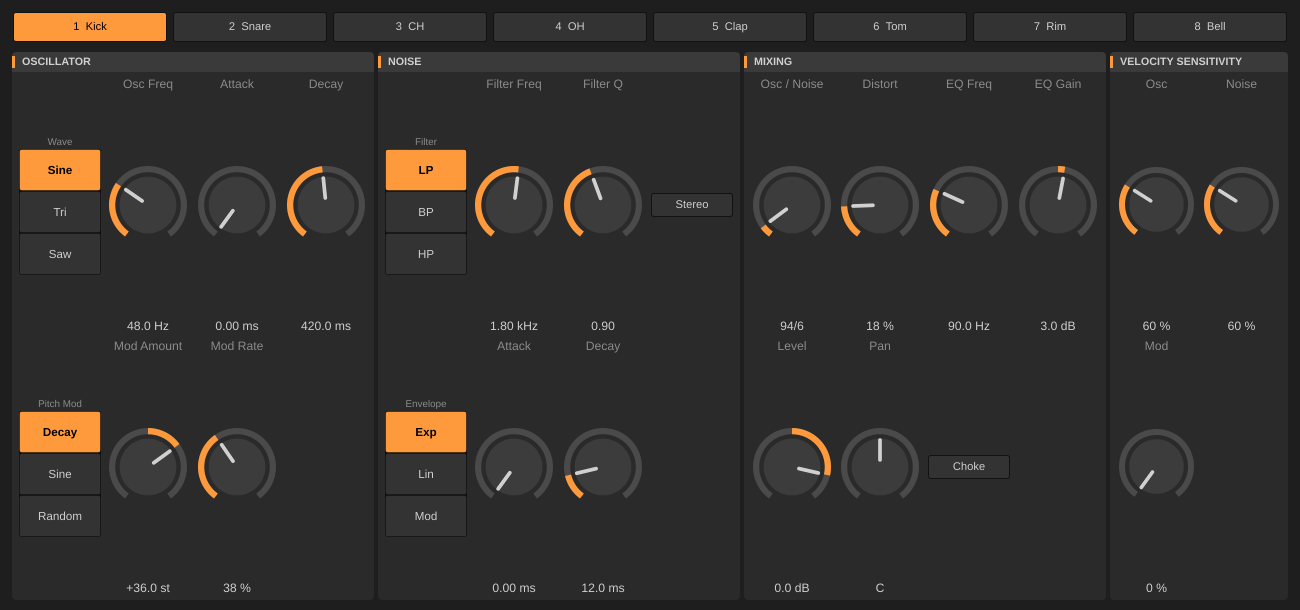 1 Kick
2 Snare
3 CH
4 OH
5 Clap
6 Tom
7 Rim
8 Bell
OSCILLATOR
NOISE
MIXING
VELOCITY SENSITIVITY
Osc Freq Attack Decay
Wave
Sine
Tri
Saw
48.0 Hz 0.00 ms 420.0 ms
Mod Amount Mod Rate
Pitch Mod
Decay
Sine
Random
+36.0 st 38 %
Filter Freq Filter Q
Filter
LP
BP
HP
Stereo
1.80 kHz 0.90
Attack Decay
Envelope
Exp
Lin
Mod
0.00 ms 12.0 ms
Osc / Noise Distort EQ Freq EQ Gain
94/6 18 % 90.0 Hz 3.0 dB
Level Pan
Choke
0.0 dB C
Osc Noise
60 % 60 %
Mod
0 %